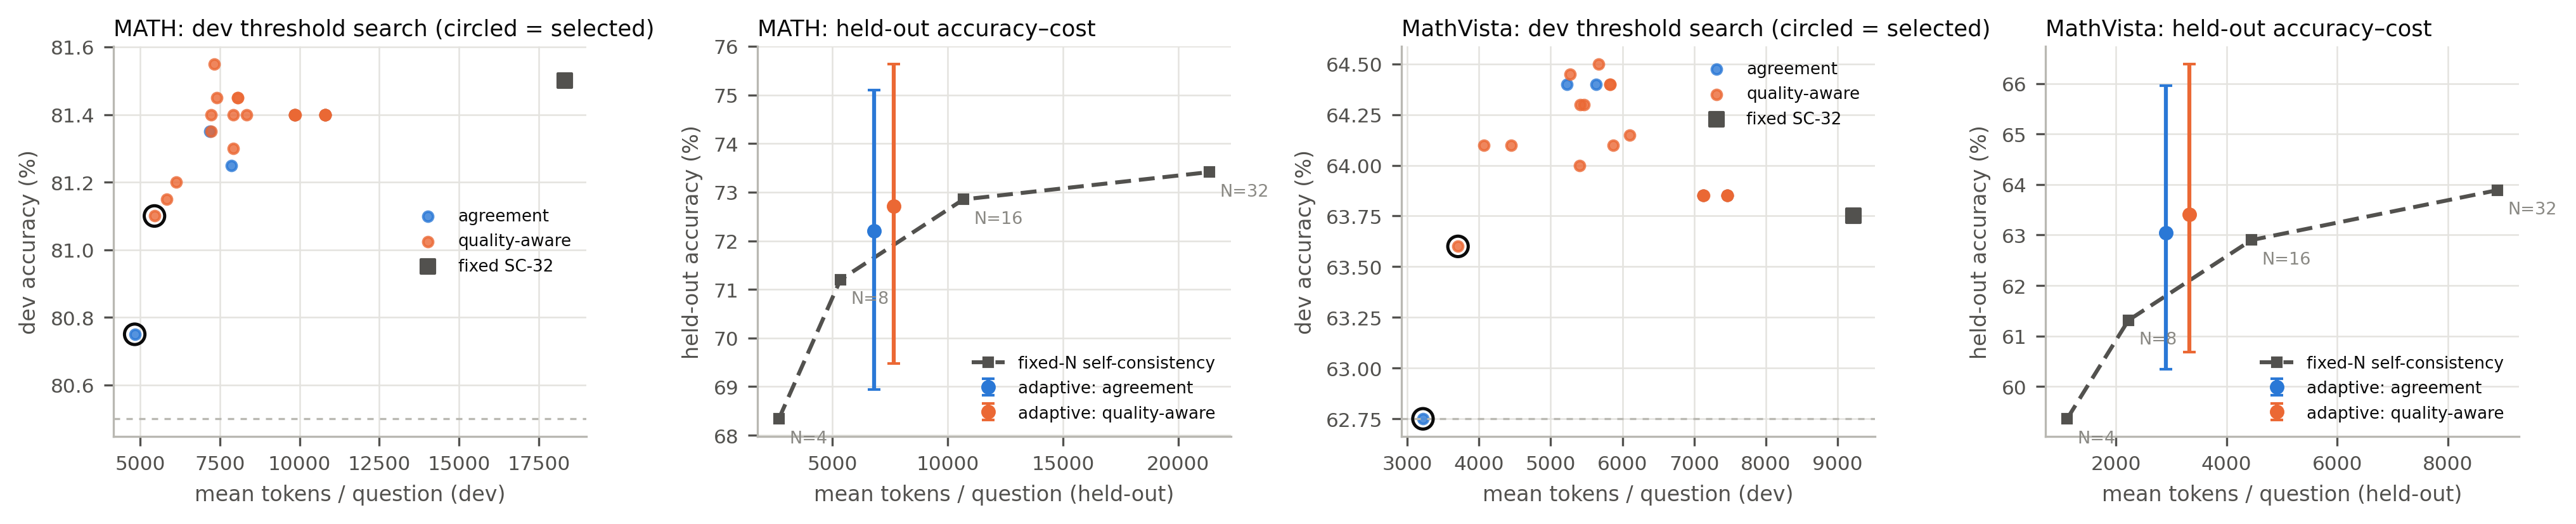 MATH: dev threshold search (circled = selected)
81.6
81.4
81.2
81.0
80.8
80.6
dev accuracy (%)
agreement
quality-aware
fixed SC-32
5000 7500 10000 12500 15000 17500
mean tokens / question (dev)
MATH: held-out accuracy–cost
76
75
74
73
72
71
70
69
68
held-out accuracy (%)
N=4
N=8
N=16
N=32
fixed-N self-consistency
adaptive: agreement
adaptive: quality-aware
5000 10000 15000 20000
mean tokens / question (held-out)
MathVista: dev threshold search (circled = selected)
64.50
64.25
64.00
63.75
63.50
63.25
63.00
62.75
dev accuracy (%)
agreement
quality-aware
fixed SC-32
3000 4000 5000 6000 7000 8000 9000
mean tokens / question (dev)
MathVista: held-out accuracy–cost
66
65
64
63
62
61
60
held-out accuracy (%)
N=4
N=8
N=16
N=32
fixed-N self-consistency
adaptive: agreement
adaptive: quality-aware
2000 4000 6000 8000
mean tokens / question (held-out)